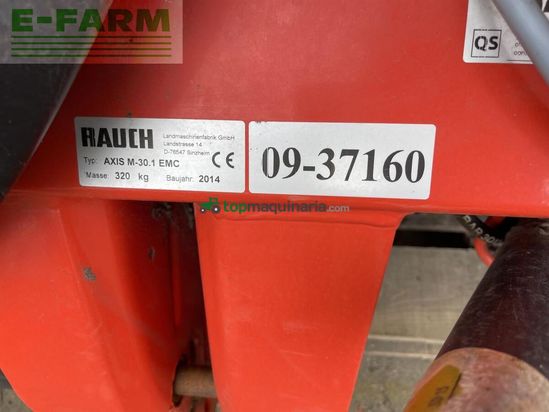 E-FARM
RAUCH
Landmaschinenfabrik GmbH
Landstrasse 14
D-76547 Sinzheim
Typ: AXIS M-30.1 EMC
Masse: 320 kg Baujahr: 2014
CE
09-37160
QS
topmaquinaria.com